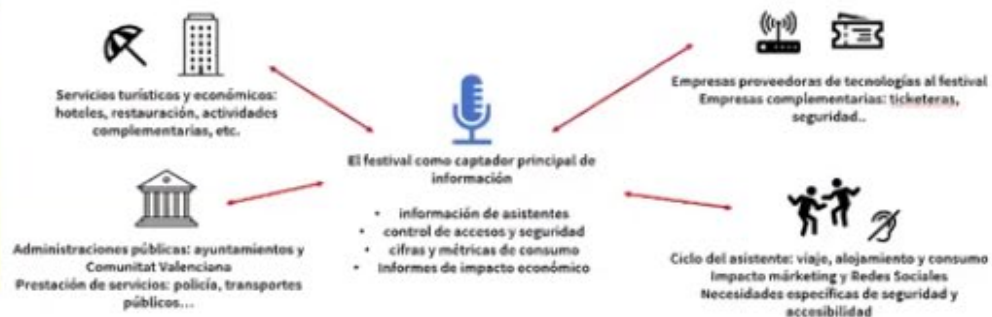 Servicios turísticos y económicos:
hoteles, restauración, actividades
complementarias, etc.
Empresas proveedoras de tecnologías al festival
Empresas complementarias: ticketeras,
seguridad..
El festival como captador principal de
información
• información de asistentes
• control de accesos y seguridad
• cifras y métricas de consumo
• Informes de impacto económico
Administraciones públicas: ayuntamientos y
Comunitat Valenciana
Prestación de servicios: policía, transportes
públicos...
Ciclo del asistente: viaje, alojamiento y consumo
Impacto márketing y Redes Sociales
Necesidades específicas de seguridad y
accesibilidad